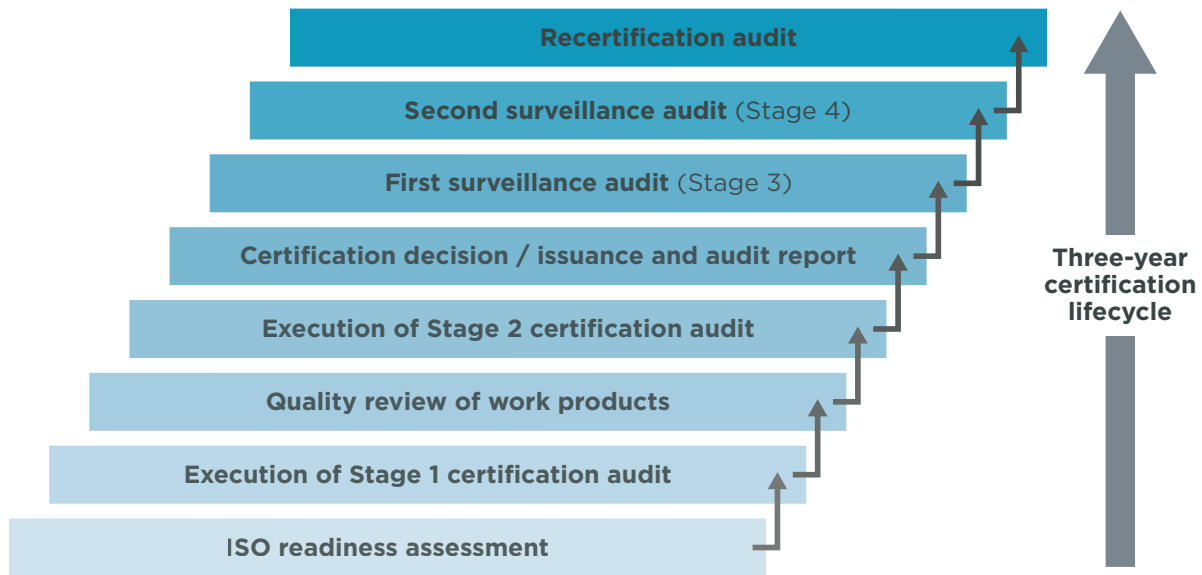 Recertification audit
Second surveillance audit (Stage 4)
First surveillance audit (Stage 3)
Certification decision / issuance and audit report
Execution of Stage 2 certification audit
Quality review of work products
Execution of Stage 1 certification audit
ISO readiness assessment
Three-year
certification
lifecycle